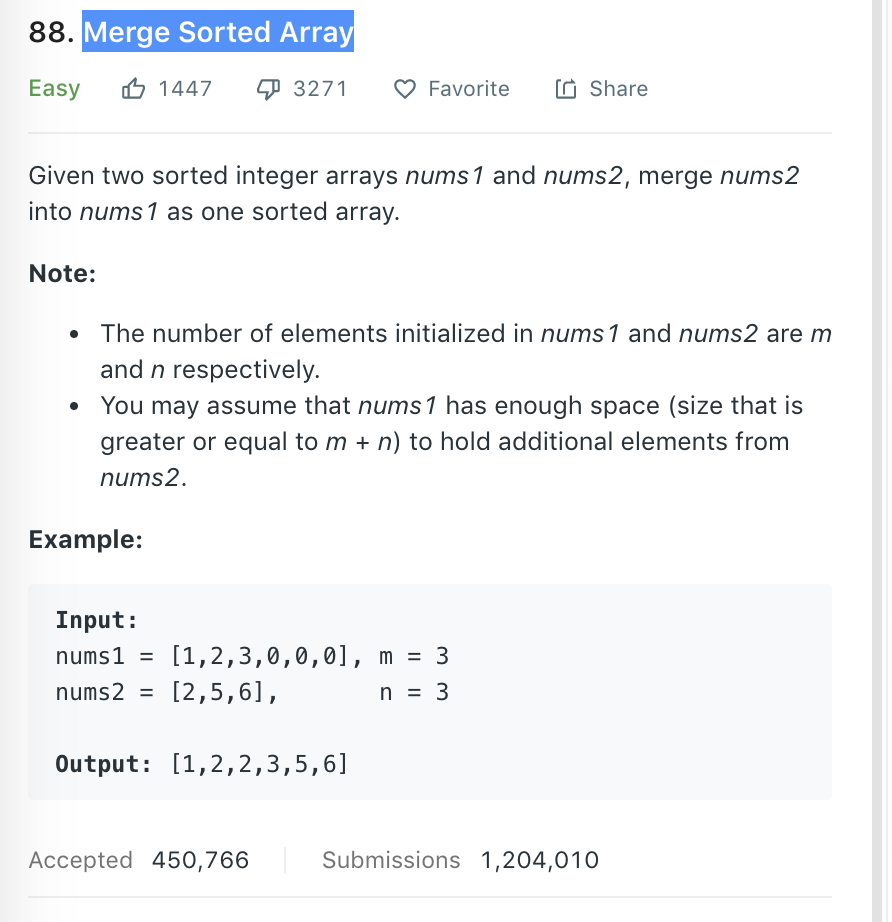 88. Merge Sorted Array
Easy 1447 3271 Favorite Share
Given two sorted integer arrays nums1 and nums2, merge nums2
into nums1 as one sorted array.
Note:
• The number of elements initialized in nums1 and nums2 are m
and n respectively.
• You may assume that nums1 has enough space (size that is
greater or equal to m + n) to hold additional elements from
nums2.
Example:
Input:
nums1 = [1,2,3,0,0,0], m = 3
nums2 = [2,5,6],       n = 3
Output: [1,2,2,3,5,6]
Accepted 450,766 Submissions 1,204,010